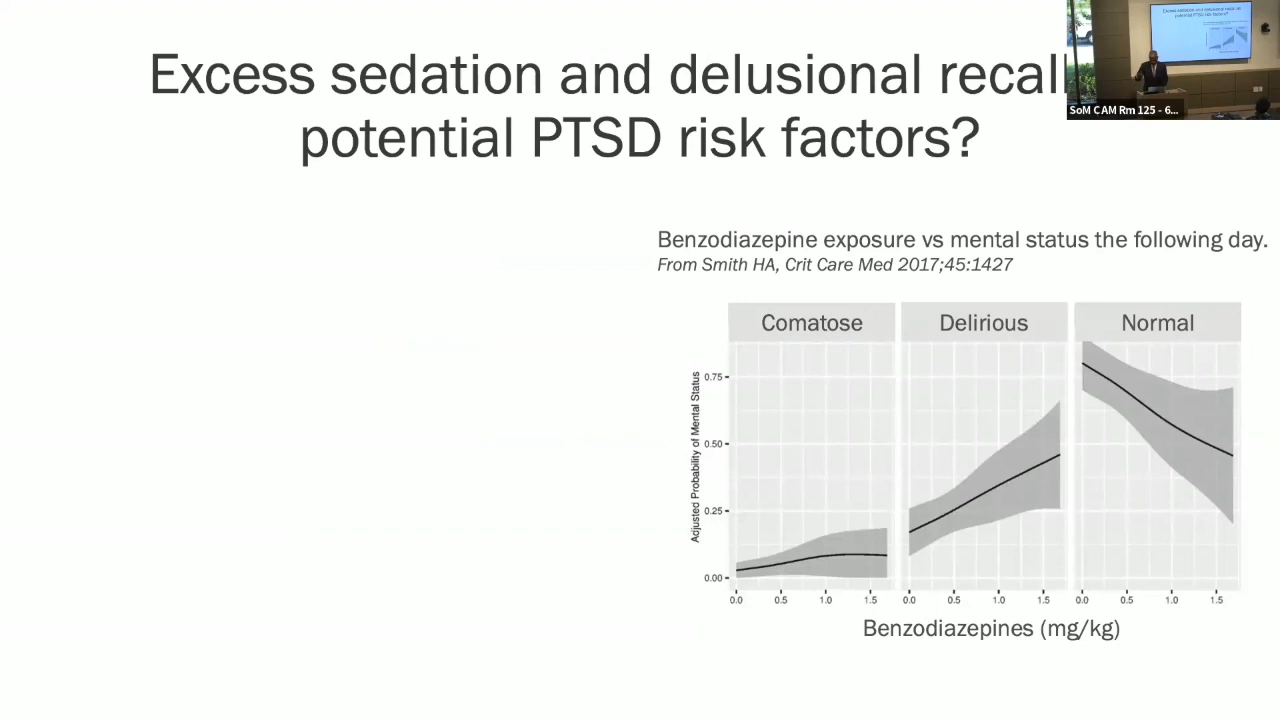 Excess sedation and delusional recall
potential PTSD risk factors?
SoM CAM Rm 125 - 6...
Benzodiazepine exposure vs mental status the following day.
From Smith HA, Crit Care Med 2017;45:1427
Comatose
Delirious
Normal
Adjusted Probability of Mental Status
0.75
0.50
0.25
0.00
0.0 0.5 1.0 1.5
0.0 0.5 1.0 1.5
0.0 0.5 1.0 1.5
Benzodiazepines (mg/kg)